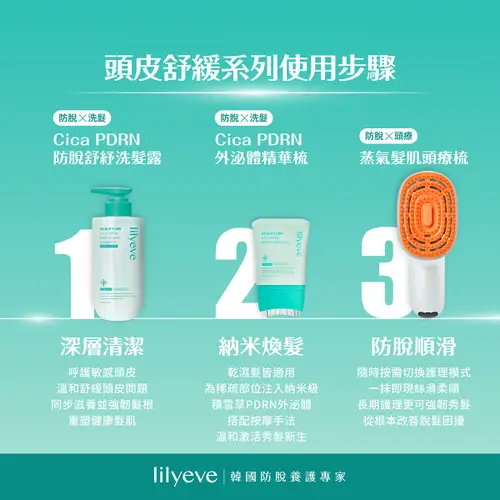 頭皮舒緩系列使用步驟
防脫×洗髮
Cica PDRN
防脫舒紓洗髮露
防脫×洗髮
Cica PDRN
外泌體精華梳
防脫×頭療
蒸氣髮肌頭療梳
1
lilyeve
2
lilyeve
3
深層清潔
呼護敏感頭皮
溫和舒緩頭皮問題
同步滋養並強韌髮根
重塑健康髮肌
納米煥髮
乾濕髮皆適用
為稀疏部位注入納米級
積雪草PDRN外泌體
搭配按摩手法
溫和激活秀髮新生
防脫順滑
隨時按需切換護理模式
一抹即現絲滑柔順
長期護理更可強韌秀髮
從根本改善脫髮困擾
lilyeve | 韓國防脫養護專家